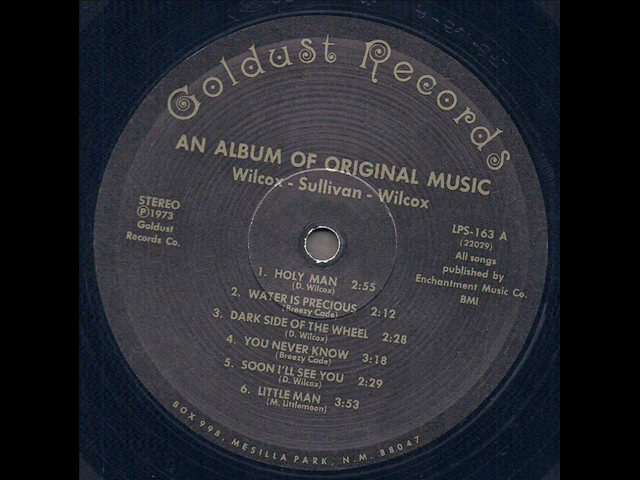 Goldust Records
AN ALBUM OF ORIGINAL MUSIC
Wilcox - Sullivan - Wilcox
STEREO
Ⓟ1973
Goldust
Records Co.
LPS-163 A
(22029)
All songs
published by
Enchantment Music Co.
BMI
1. HOLY MAN 2:55
(D. Wilcox)
2. WATER IS PRECIOUS 2:12
(Breezy Cade)
3. DARK SIDE OF THE WHEEL 2:28
(D. Wilcox)
4. YOU NEVER KNOW 3:18
(Breezy Cade)
5. SOON I'LL SEE YOU 2:29
(D. Wilcox)
6. LITTLE MAN 3:53
(M. Littlemoon)
BOX 998, MESILLA PARK, N.M. 88047